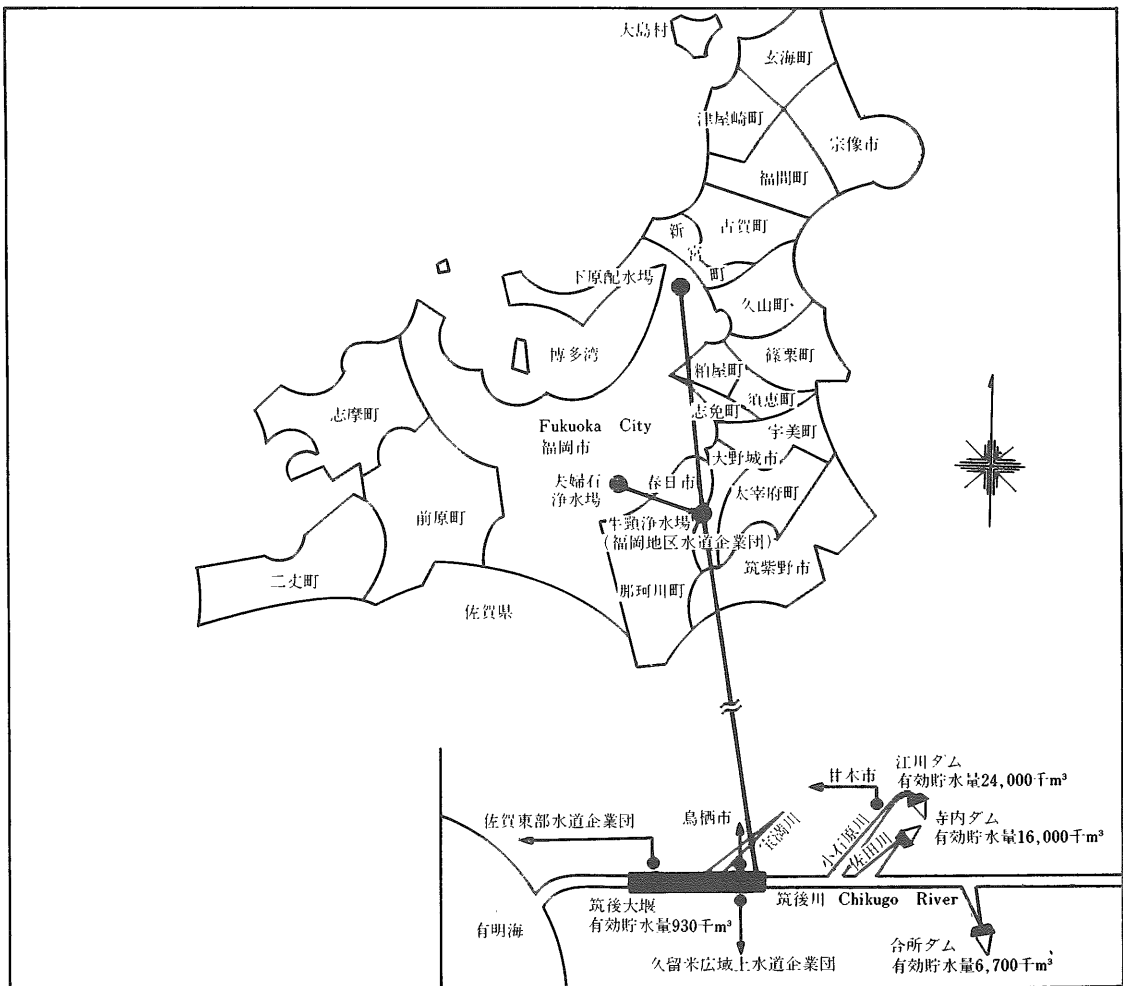 大島村
玄海町
津屋崎町
宗像市
福間町
古賀町
新宮町
下原配水場
久山町
博多湾
篠栗町
粕屋町
須恵町
志免町
志摩町
Fukuoka City
福岡市
宇美町
大野城市
夫婦石
浄水場
春日市
太宰府町
前原町
牛頸浄水場
(福岡地区水道企業団)
筑紫野市
二丈町
那珂川町
佐賀県
江川ダム
有効貯水量24,000千m³
甘木市
寺内ダム
有効貯水量16,000千m³
佐賀東部水道企業団
鳥栖市
宝満川
小石原川
佐田川
筑後大堰
有効貯水量930千m³
筑後川 Chikugo River
有明海
合所ダム
有効貯水量6,700千m³
久留米広域上水道企業団